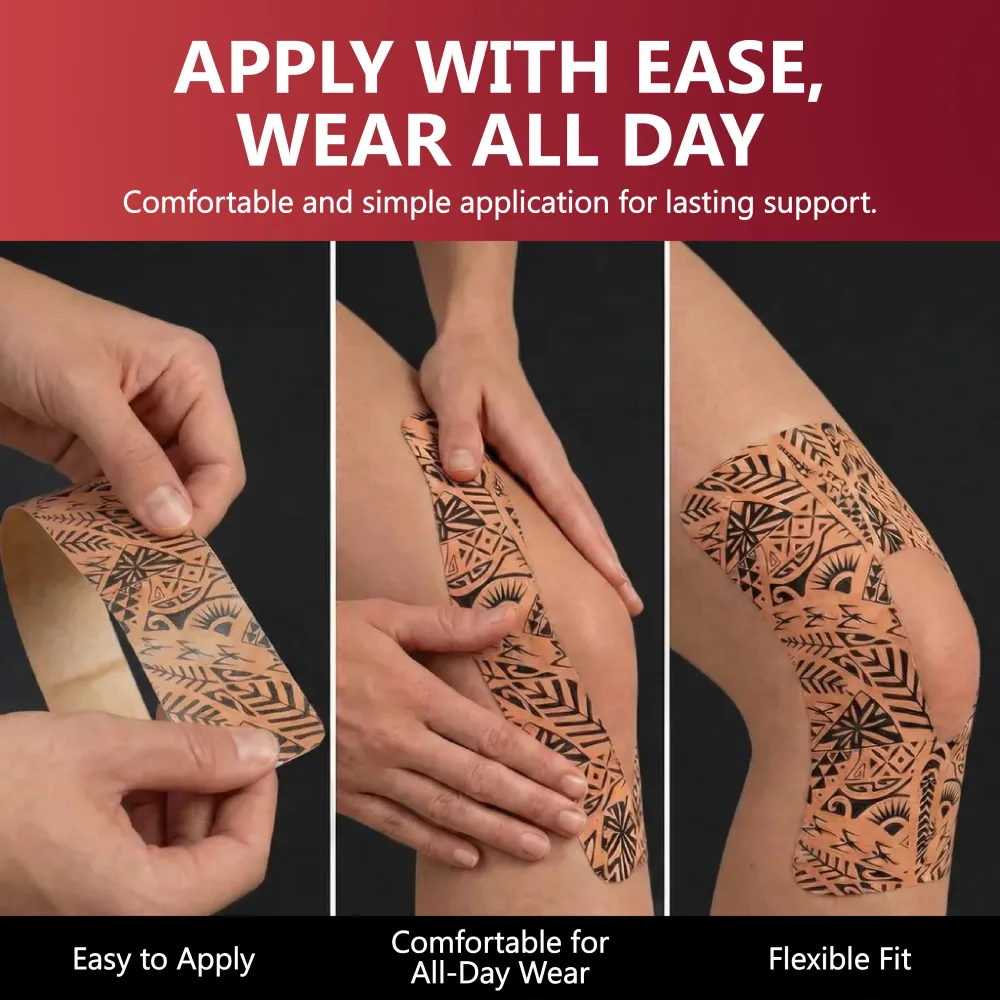 APPLY WITH EASE,
WEAR ALL DAY
Comfortable and simple application for lasting support.
Easy to Apply
Comfortable for
All-Day Wear
Flexible Fit